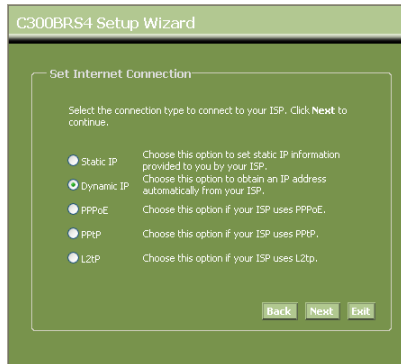 C300BRS4 Setup Wizard
Set Internet Connection
Select the connection type to connect to your ISP. Click Next to
continue.
Static IP
Choose this option to set static IP information
provided to you by your ISP.
Dynamic IP
Choose this option to obtain an IP address
automatically from your ISP.
PPPoE
Choose this option if your ISP uses PPPoE.
PPtP
Choose this option if your ISP uses PPtP.
L2tP
Choose this option if your ISP uses L2tp.
Back Next Exit